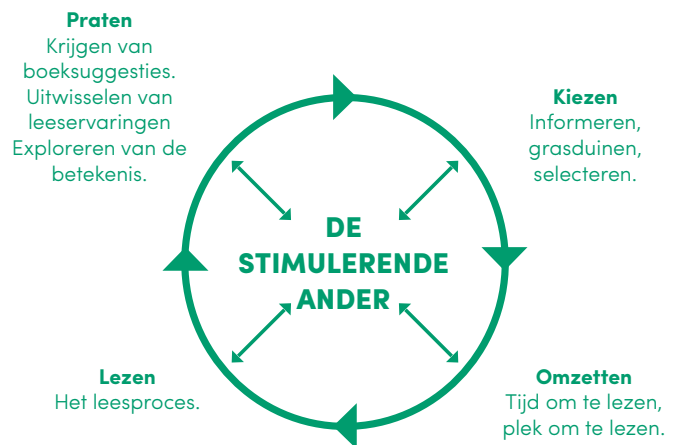 Praten
Krijgen van
boeksuggesties.
Uitwisselen van
leeservaringen
Exploreren van de
betekenis.
Kiezen
Informeren,
grasduinen,
selecteren.
DE
STIMULERENDE
ANDER
Lezen
Het leesproces.
Omzetten
Tijd om te lezen,
plek om te lezen.